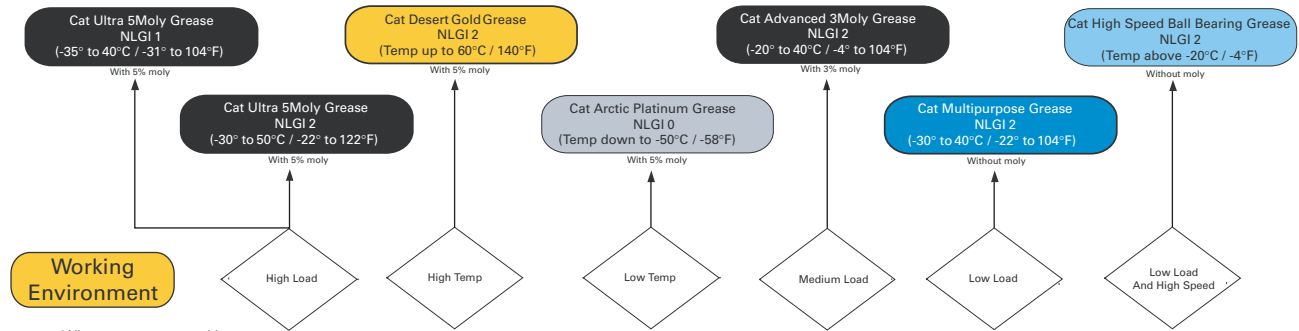 Cat Ultra 5Moly Grease
NLGI 1
(-35° to 40°C / -31° to 104°F)
With 5% moly
Cat Desert Gold Grease
NLGI 2
(Temp up to 60°C / 140°F)
With 5% moly
Cat Advanced 3Moly Grease
NLGI 2
(-20° to 40°C / -4° to 104°F)
With 3% moly
Cat High Speed Ball Bearing Grease
NLGI 2
(Temp above -20°C / -4°F)
Without moly
Cat Ultra 5Moly Grease
NLGI 2
(-30° to 50°C / -22° to 122°F)
With 5% moly
Cat Arctic Platinum Grease
NLGI 0
(Temp down to -50°C / -58°F)
With 5% moly
Cat Multipurpose Grease
NLGI 2
(-30° to 40°C / -22° to 104°F)
Without moly
Working
Environment
High Load
High Temp
Low Temp
Medium Load
Low Load
Low Load
And High Speed